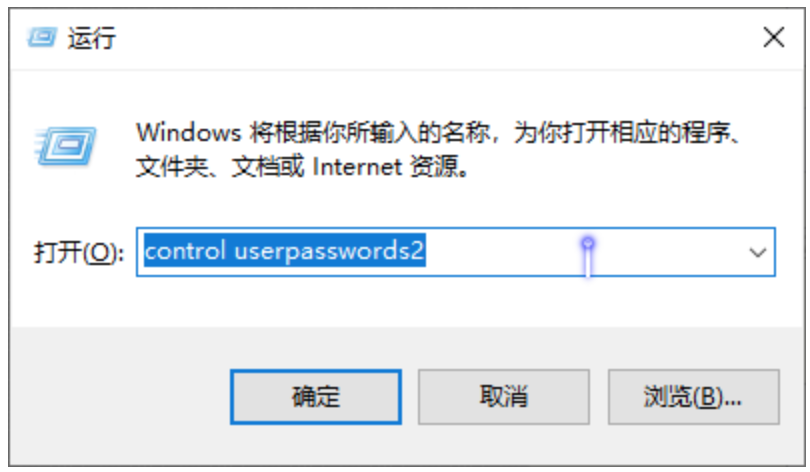 运行
Windows 将根据你所输入的名称，为你打开相应的程序、
文件夹、文档或 Internet 资源。
打开(O): control userpasswords2
确定 取消 浏览(B)...